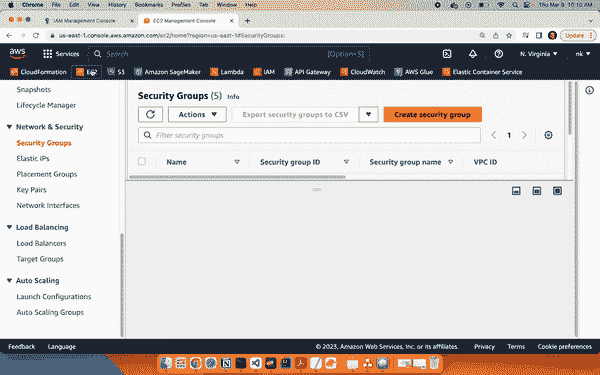 Chrome File Edit View History Bookmarks Profiles Tab Window Help Thu Mar 9 10:10 AM
IAM Management Console EC2 Management Console
us-east-1.console.aws.amazon.com/ec2/home?region=us-east-1#SecurityGroups: Update
aws Services Search [Option+S] N. Virginia nk
CloudFormation EC2 S3 Amazon SageMaker Lambda IAM API Gateway CloudWatch AWS Glue Elastic Container Service
Snapshots
Lifecycle Manager
Network & Security
Security Groups
Elastic IPs
Placement Groups
Key Pairs
Network Interfaces
Load Balancing
Load Balancers
Target Groups
Auto Scaling
Launch Configurations
Auto Scaling Groups
Security Groups (5) Info
Actions Export security groups to CSV Create security group
Filter security groups 1
Name Security group ID Security group name VPC ID
Feedback Language © 2023, Amazon Web Services, Inc. or its affiliates. Privacy Terms Cookie preferences